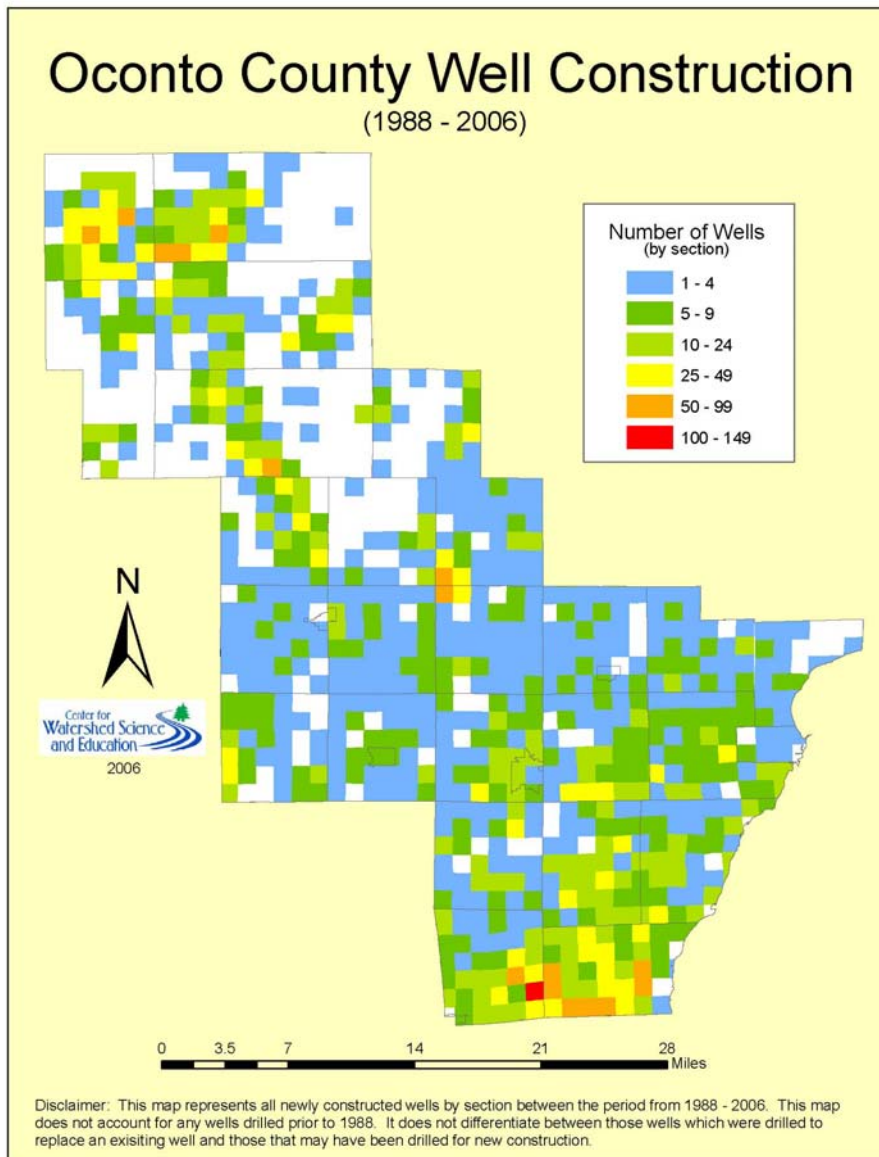 Oconto County Well Construction
(1988 - 2006)
Number of Wells
(by section)
1 - 4
5 - 9
10 - 24
25 - 49
50 - 99
100 - 149
N
Center for
Watershed Science
and Education
2006
0 3.5 7 14 21 28
Miles
Disclaimer: This map represents all newly constructed wells by section between the period from 1988 - 2006. This map
does not account for any wells drilled prior to 1988. It does not differentiate between those wells which were drilled to
replace an exisiting well and those that may have been drilled for new construction.